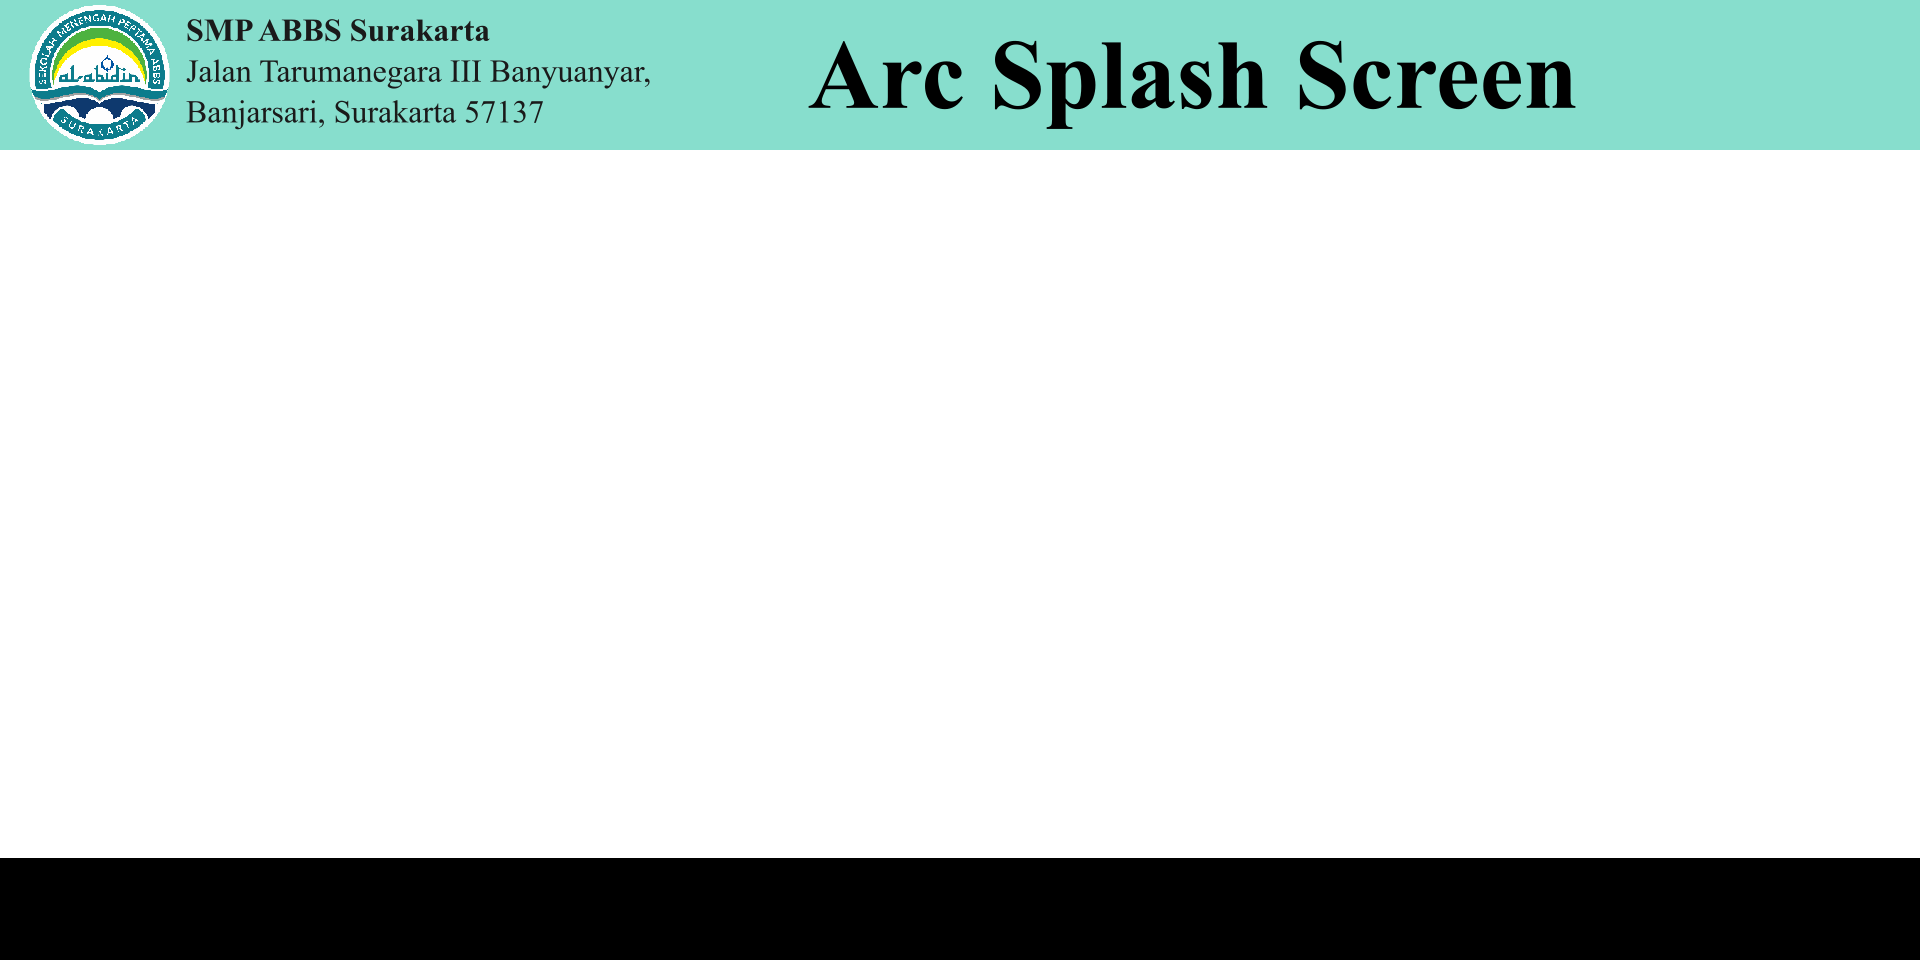 SEKOLAH MENENGAH PERTAMA ABBS
al-abidin
SURAKARTA
SMP ABBS Surakarta
Jalan Tarumanegara III Banyuanyar,
Banjarsari, Surakarta 57137
Arc Splash Screen